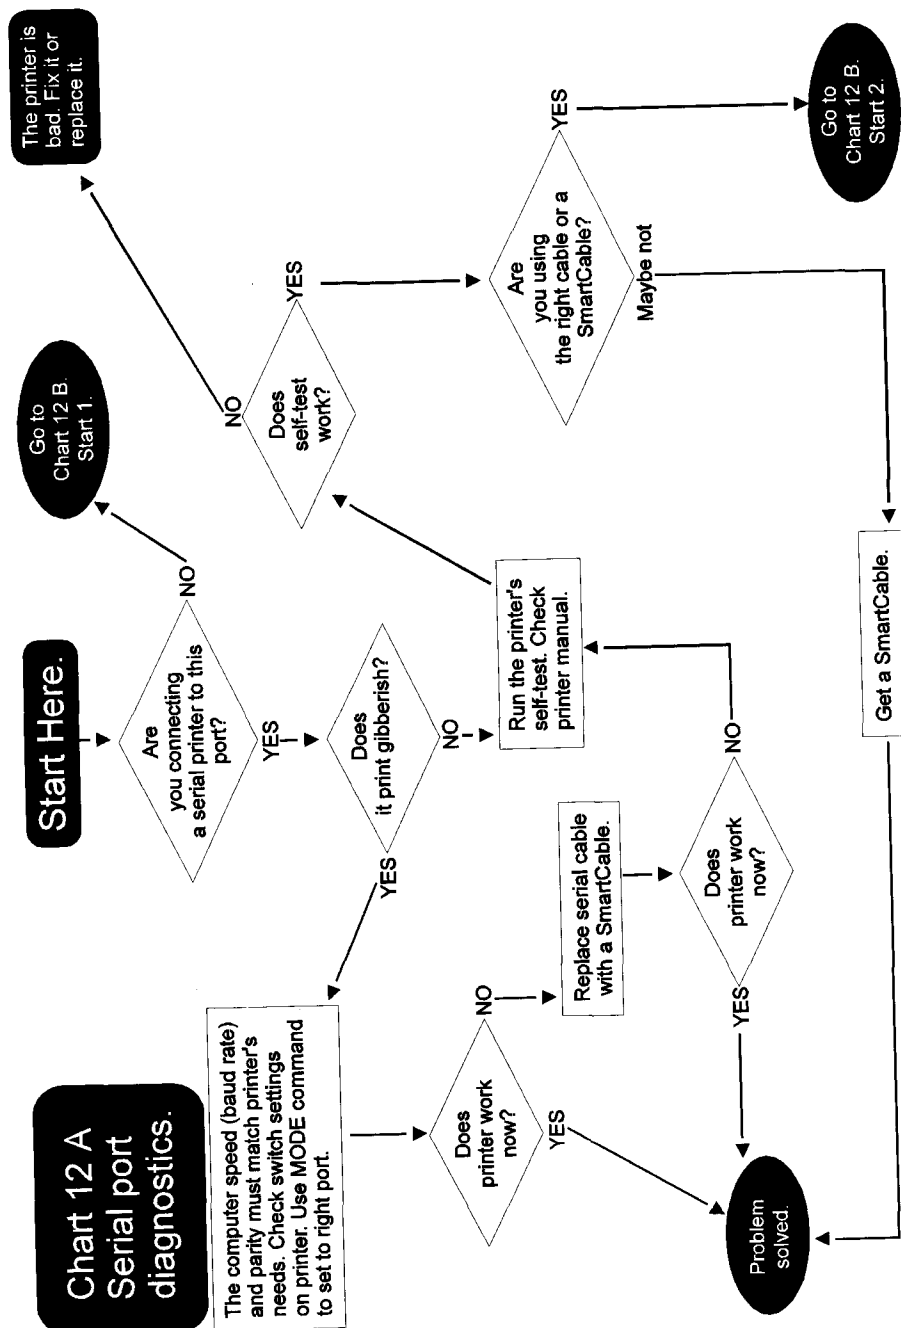 Chart 12 A
Serial port
diagnostics.
Start Here.
Are
you connecting
a serial printer to this
port?
NO
Go to
Chart 12 B.
Start 1.
YES
Does
it print gibberish?
YES
The computer speed (baud rate)
and parity must match printer's
needs. Check switch settings
on printer. Use MODE command
to set to right port.
NO
Run the printer's
self-test. Check
printer manual.
Does
self-test
work?
NO
The printer is
bad. Fix it or
replace it.
YES
Are
you using
the right cable or a
SmartCable?
YES
Go to
Chart 12 B.
Start 2.
Maybe not
Get a SmartCable.
Does
printer work
now?
NO
Replace serial cable
with a SmartCable.
YES
Does
printer work
now?
NO
YES
Problem
solved.